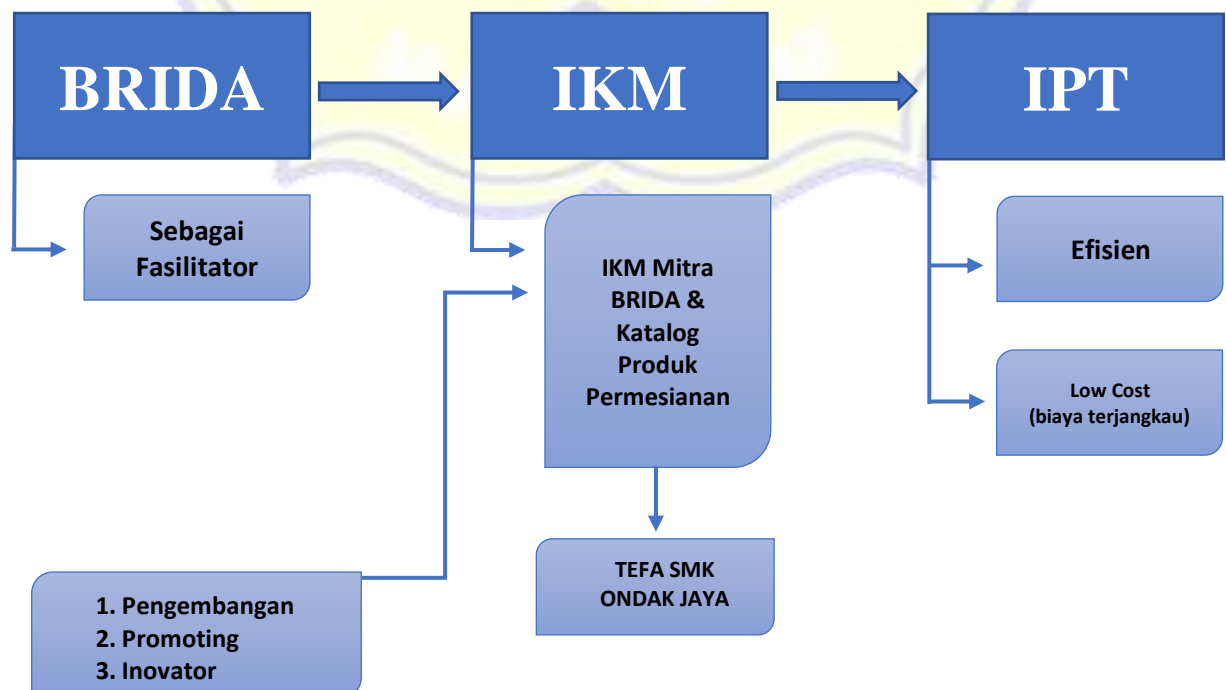 BRIDA
IKM
IPT
Sebagai
Fasilitator
IKM Mitra
BRIDA &
Katalog
Produk
Permesianan
Efisien
Low Cost
(biaya terjangkau)
TEFA SMK
ONDAK JAYA
1. Pengembangan
2. Promoting
3. Inovator